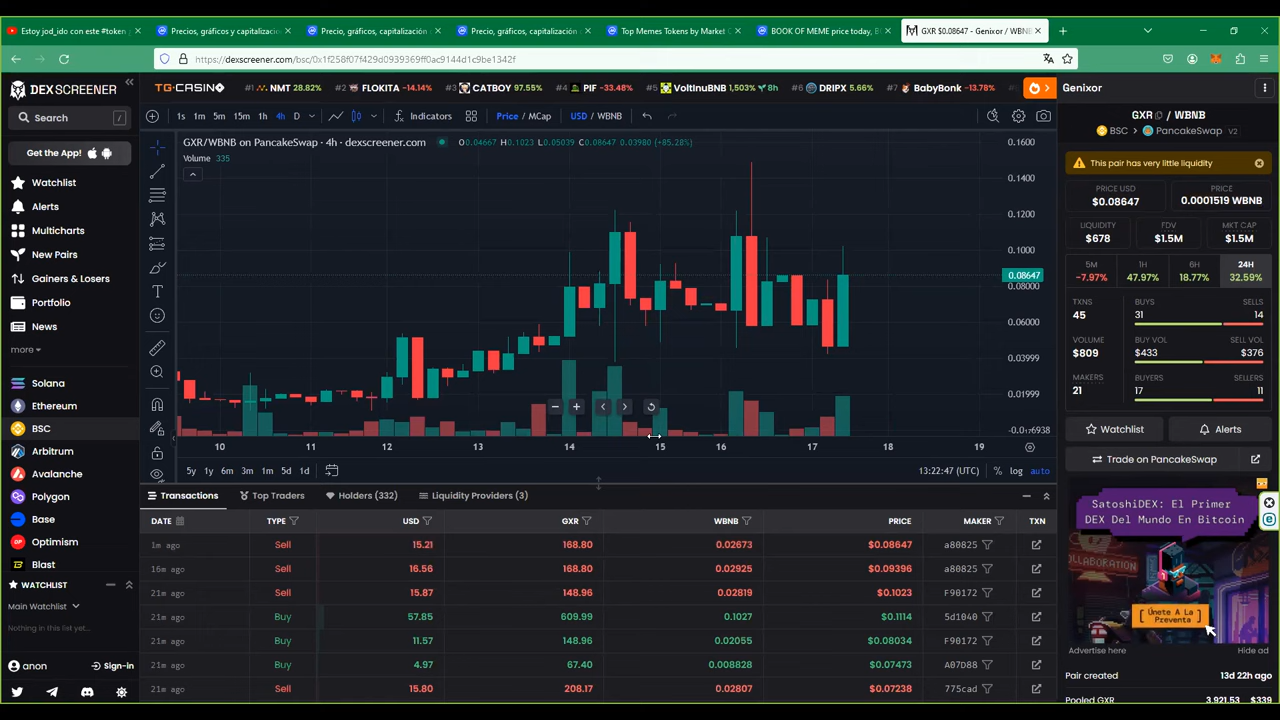 Estoy jod_ido con este #token
Precios, gráficos y capitalizacion
Precio, gráficos, capitalización
Precio, gráficos, capitalización
Top Memes Tokens by Market C
BOOK OF MEME price today,
GXR $0.08647 - Genixor / WBNB
https://dexscreener.com/bsc/0x1f258f07f429d0939369ff0ac9144d1c9be1342f
DEX SCREENER
TG.CASINO #1 NMT 28.82% #2 FLOKITA -14.14% #3 CATBOY 97.55% #4 PIF -33.48% #5 VoltInuBNB 1,503% 8h #6 DRIPX 5.66% #7 BabyBonk -13.78%
Genixor
Search /
Get the App!
Watchlist
Alerts
Multicharts
New Pairs
Gainers & Losers
Portfolio
News
more
Solana
Ethereum
BSC
Arbitrum
Avalanche
Polygon
Base
Optimism
Blast
WATCHLIST
Main Watchlist
Nothing in this list yet...
anon Sign-in
1s 1m 5m 15m 1h 4h D Indicators Price / MCap USD / WBNB
GXR/WBNB on PancakeSwap · 4h · dexscreener.com O0.04667 H0.1023 L0.05039 C0.08647 0.03980 (+85.28%)
Volume 335
0.1600
0.1400
0.1200
0.1000
0.08647
0.08000
0.06000
0.03999
0.01999
10 11 12 13 14 15 16 17 18 19
5y 1y 6m 3m 1m 5d 1d 13:22:47 (UTC) % log auto
Transactions Top Traders Holders (332) Liquidity Providers (3)
DATE TYPE USD GXR WBNB PRICE MAKER TXN
1m ago Sell 15.21 168.80 0.02673 $0.08647 a80825
16m ago Sell 16.56 168.80 0.02925 $0.09396 a80825
21m ago Sell 15.87 148.96 0.02819 $0.1023 F90172
21m ago Buy 57.85 609.99 0.1027 $0.1114 5d1040
21m ago Buy 11.57 148.96 0.02055 $0.08034 F90172
21m ago Buy 4.97 67.40 0.008828 $0.07473 A07D88
21m ago Sell 15.80 208.17 0.02807 $0.07238 775cad
GXR / WBNB
BSC > PancakeSwap V2
This pair has very little liquidity
PRICE USD
$0.08647
PRICE
0.0001519 WBNB
LIQUIDITY
$678
FDV
$1.5M
MKT CAP
$1.5M
5M
-7.97%
1H
47.97%
6H
18.77%
24H
32.59%
TXNS
45
BUYS
31
SELLS
14
VOLUME
$809
BUY VOL
$433
SELL VOL
$376
MAKERS
21
BUYERS
17
SELLERS
11
Watchlist
Alerts
Trade on PancakeSwap
SatoshiDEX: El Primer
DEX Del Mundo En Bitcoin
COLLABORATION
[ Únete A La
Preventa ]
Advertise here Hide ad
Pair created 13d 22h ago
Pooled GXR 3,921.53 $339